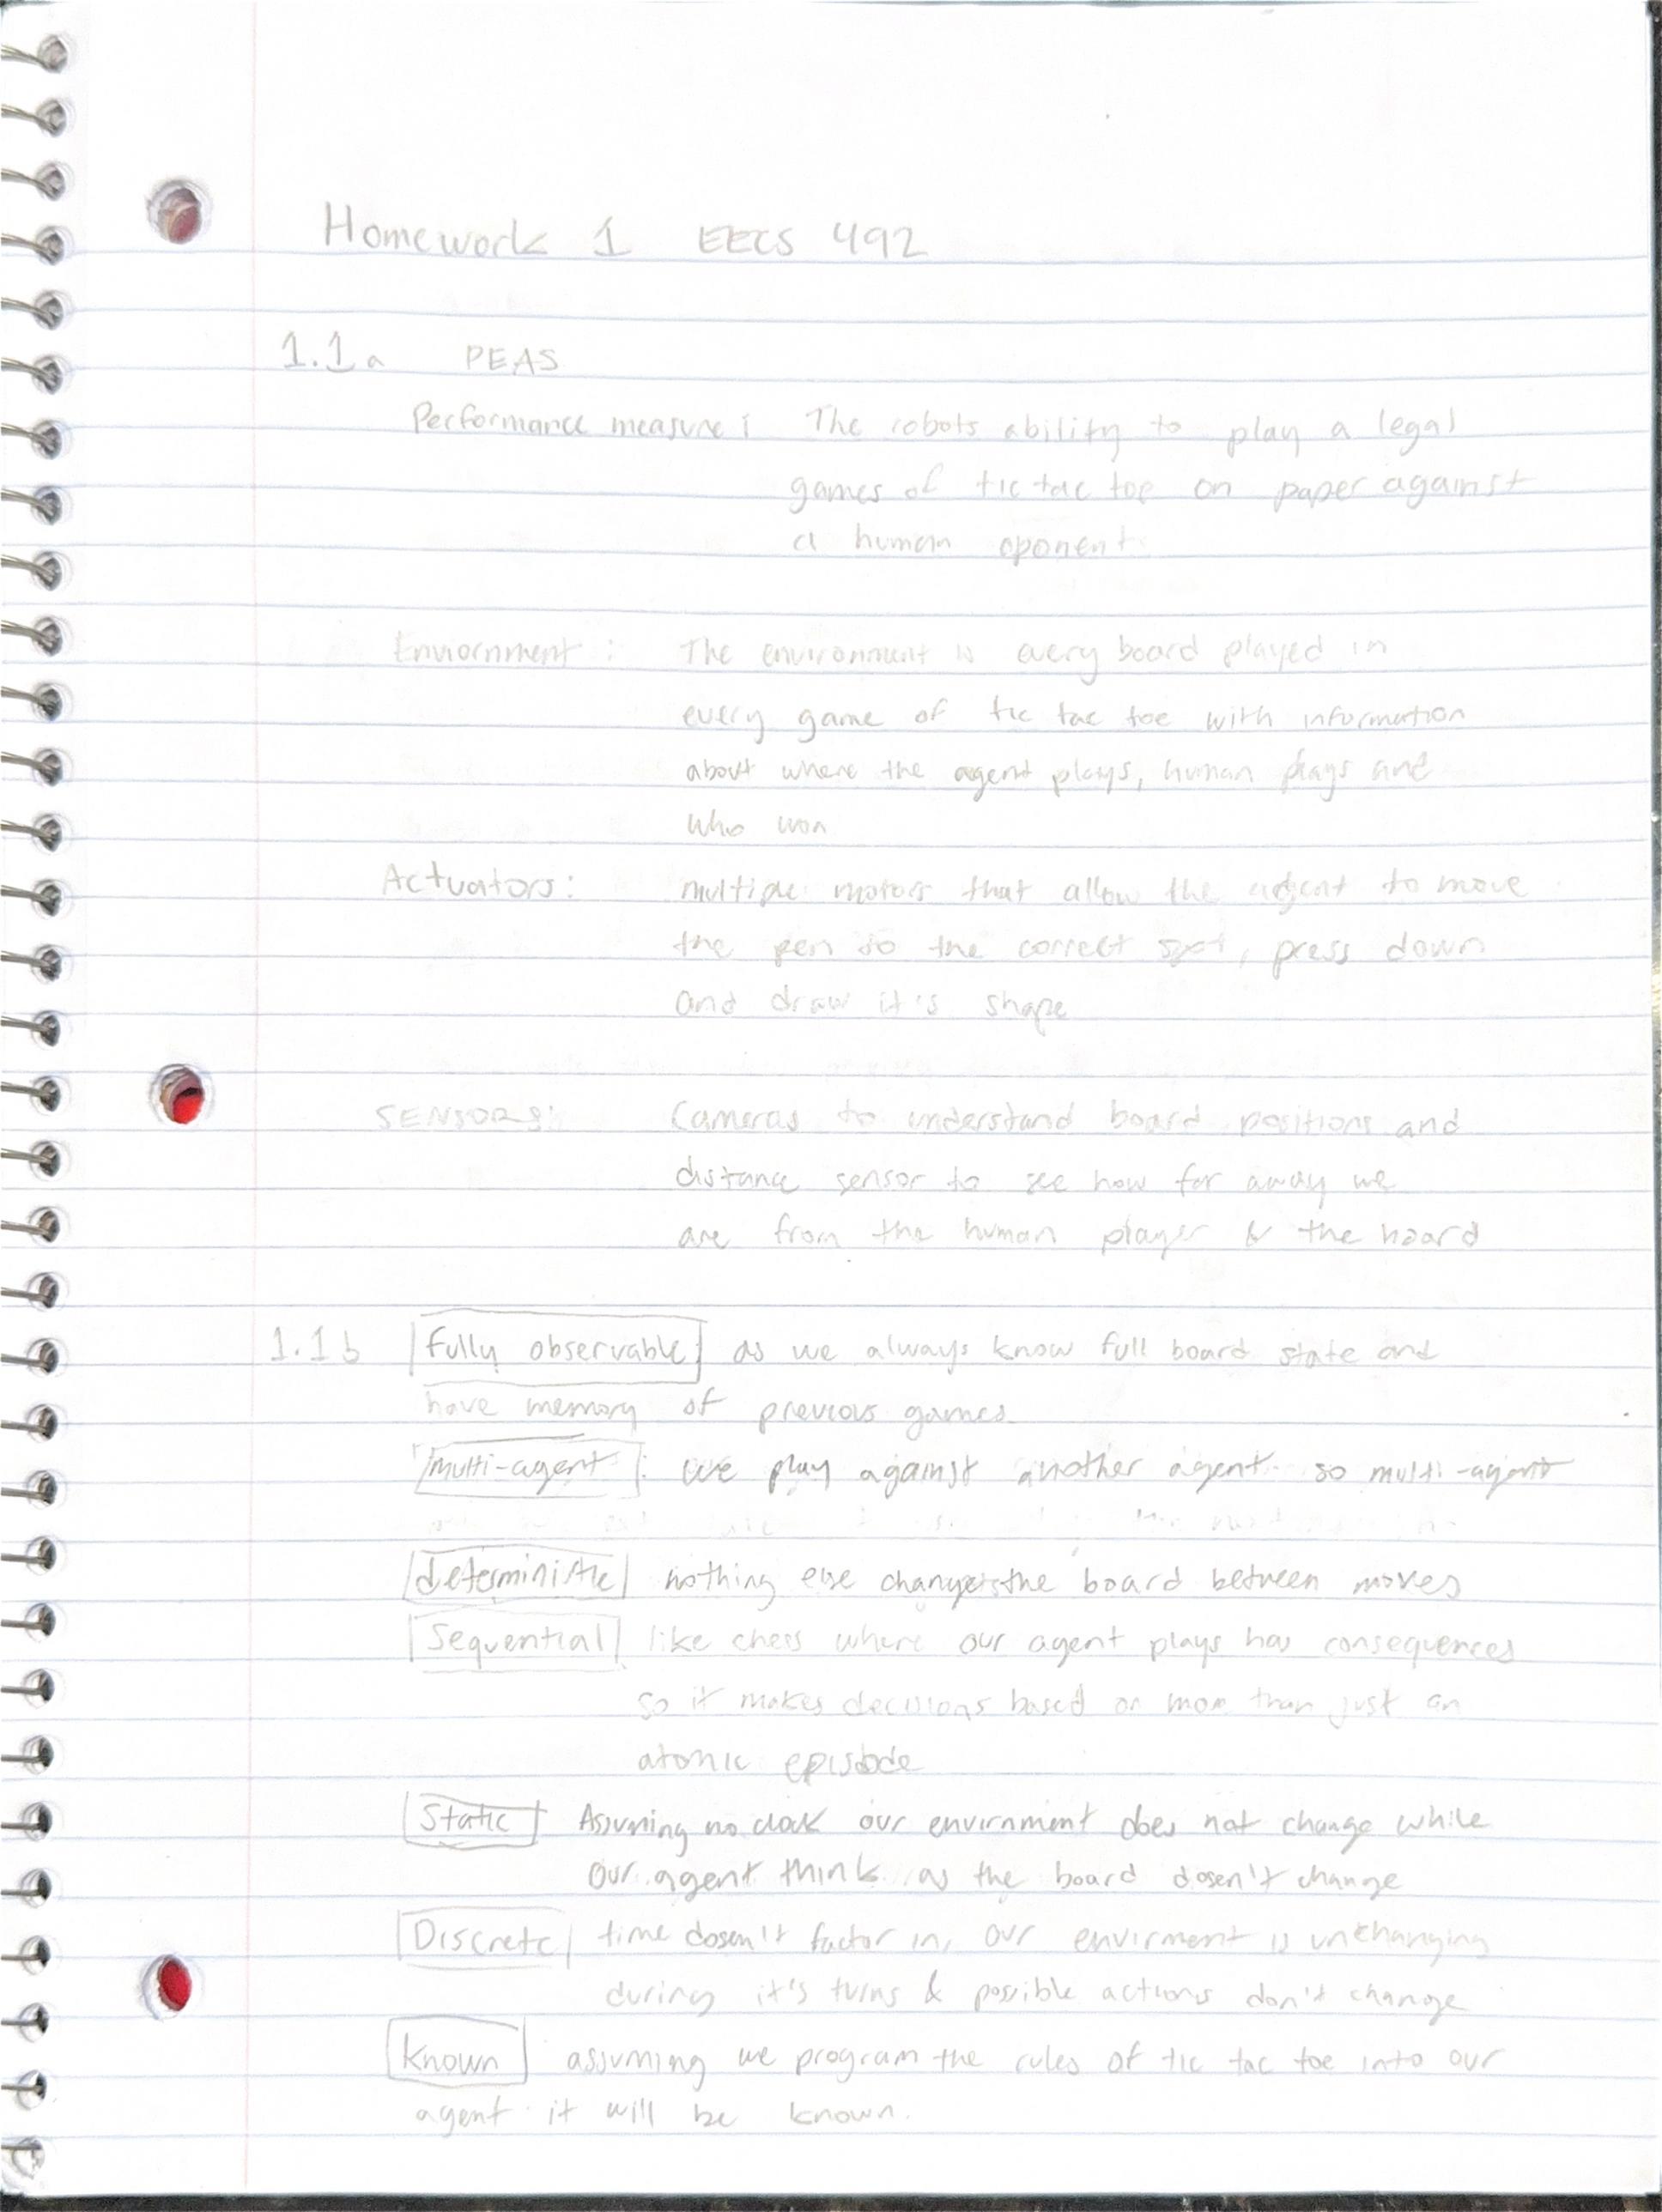 Homework 1 EECS 492
1.1a PEAS
Performance measure: The robots ability to play a legal
games of tic tac toe on paper against
a human oponent.
Enviornment: The environment is every board played in
every game of tic tac toe with information
about where the agent plays, human plays and
who won
Actuators: multiple motors that allow the agent to move
the pen to the correct spot, press down
and draw it's shape
SENSORS: Cameras to understand board positions and
distance sensor to see how far away we
are from the human player & the board
1.1b fully observable as we always know full board state and
have memory of previous games
multi-agent: we play against another agent so multi-agent
deterministic nothing else changes the board between moves
Sequential like chess where our agent plays has consequences
so it makes decisions based on more than just an
atomic episode
Static Assuming no clock our envirnment does not change while
our agent think as the board dosen't change
Discrete time dosen't factor in, our envirment is unchanging
during it's turns & possible actions don't change
Known assuming we program the rules of tic tac toe into our
agent it will be known.